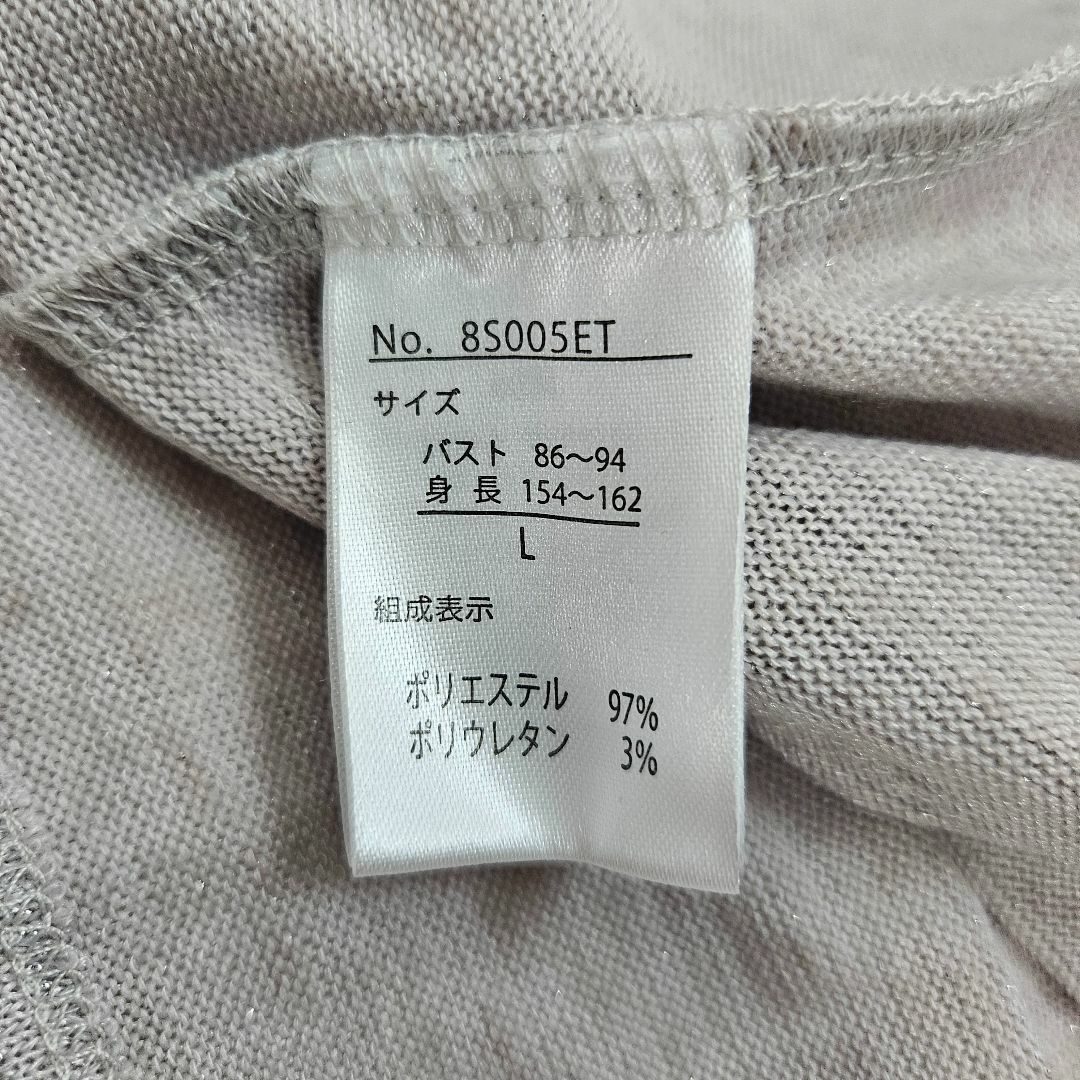 No. 8S005ET
サイズ
バスト 86〜94
身長 154〜162
L
組成表示
ポリエステル 97%
ポリウレタン 3%